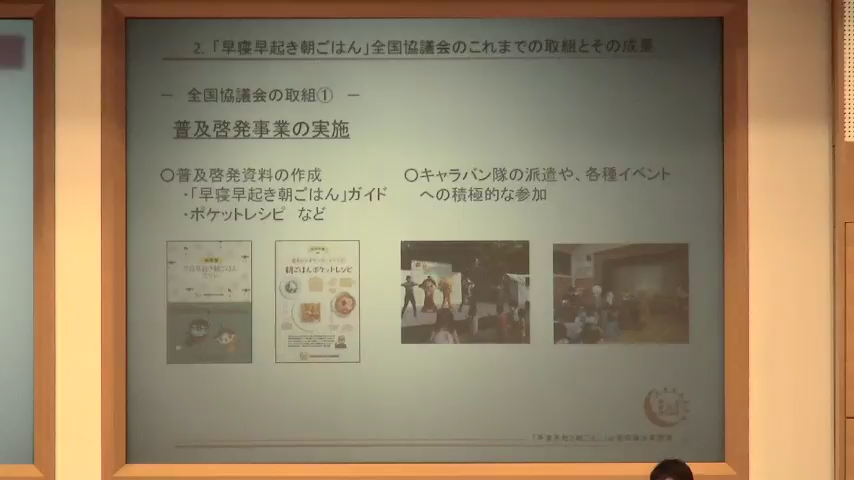 2. 「早寝早起き朝ごはん」全国協議会のこれまでの取組とその成果
－ 全国協議会の取組① －
普及啓発事業の実施
○普及啓発資料の作成
・「早寝早起き朝ごはん」ガイド
・ポケットレシピ など
○キャラバン隊の派遣や、各種イベント
への積極的な参加
朝ごはんポケットレシピ